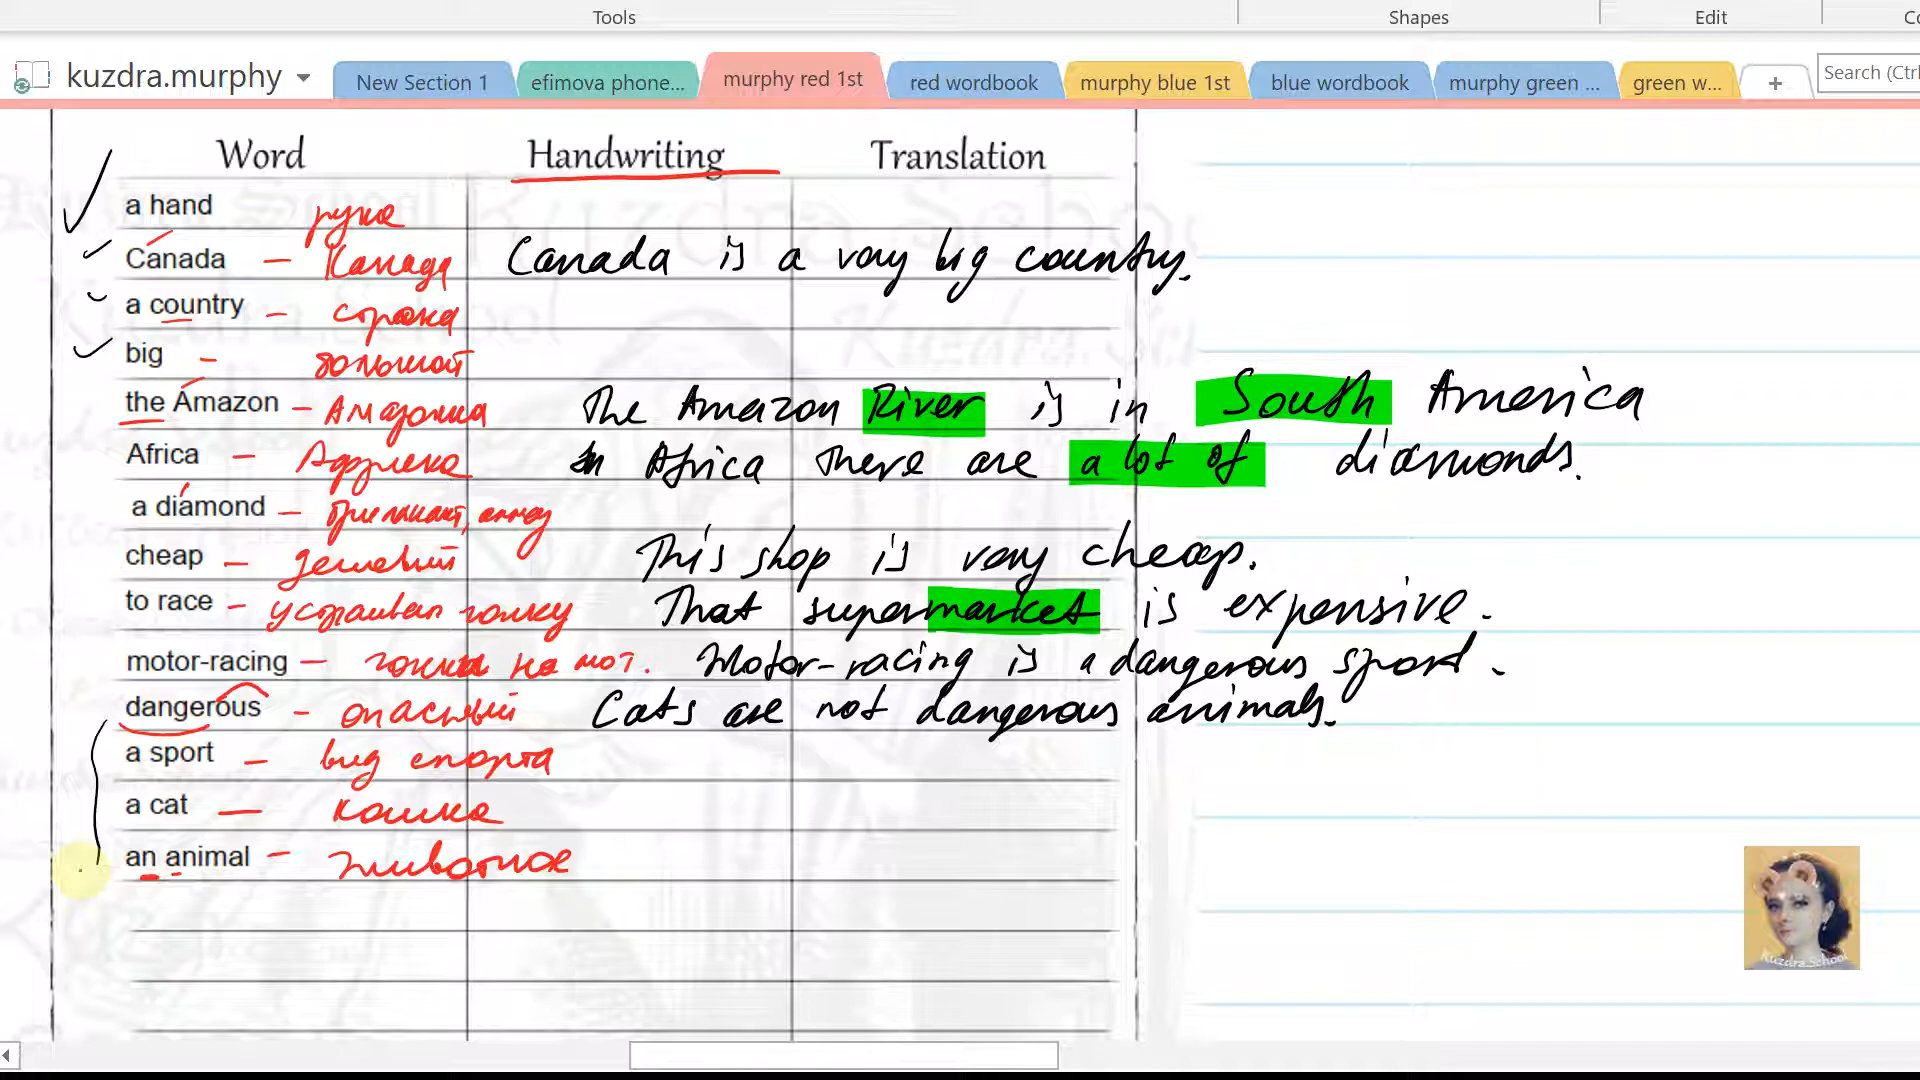 Tools Shapes Edit
kuzdra.murphy New Section 1 efimova phone... murphy red 1st red wordbook murphy blue 1st blue wordbook murphy green ... green w... + Search (Ctrl
Word Handwriting Translation
a hand рука
Canada – Канада Canada is a very big country.
a country – страна
big – большой
the Amazon – Амазонка The Amazon River is in South America
Africa – Африка In Africa there are a lot of diamonds.
a diamond – бриллиант, алмаз
cheap – дешевый This shop is very cheap.
to race – устраивать гонку That supermarket is expensive.
motor-racing – гонки на мот. Motor-racing is a dangerous sport.
dangerous – опасный Cats are not dangerous animals.
a sport – вид спорта
a cat – кошка
an animal – животное
Kuzdra.School